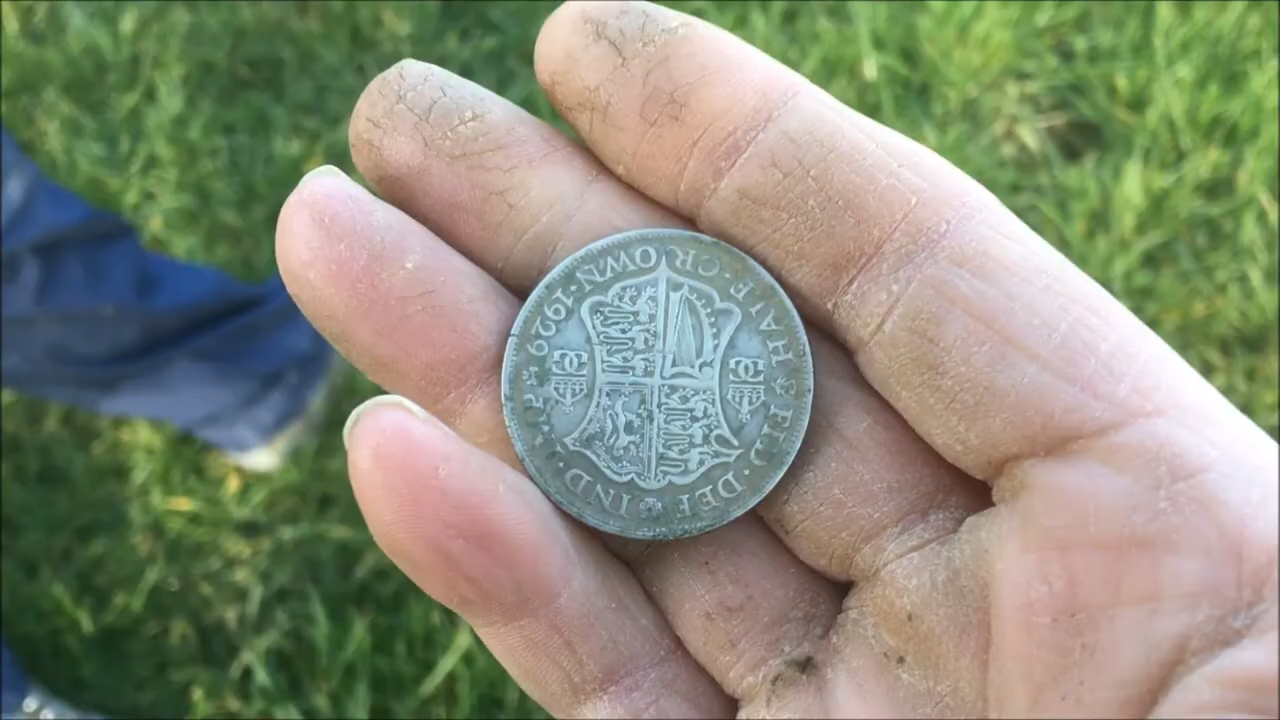 FID · DEF IND · IMP
HALF · CROWN · 1929